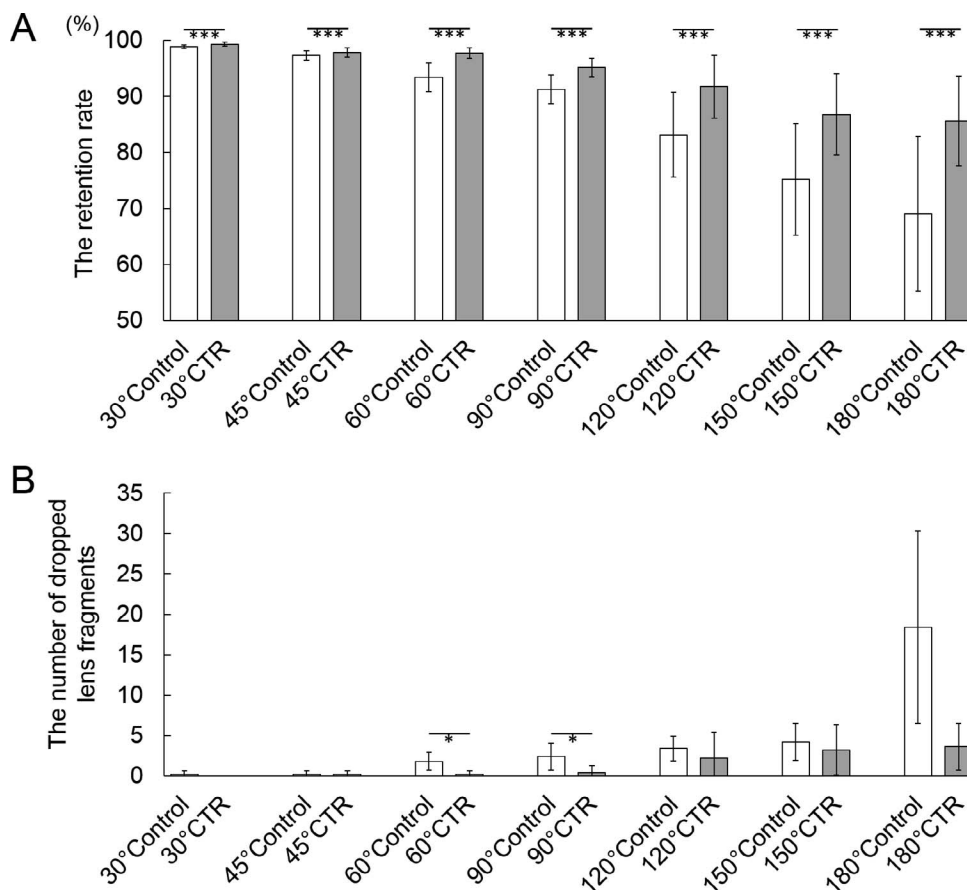 A
(%)
*** *** *** *** *** *** ***
100
90
80
70
60
50
The retention rate
30°Control
30°CTR
45°Control
45°CTR
60°Control
60°CTR
90°Control
90°CTR
120°Control
120°CTR
150°Control
150°CTR
180°Control
180°CTR
B
35
30
25
20
15
10
5
0
The number of dropped
lens fragments
* *
30°Control
30°CTR
45°Control
45°CTR
60°Control
60°CTR
90°Control
90°CTR
120°Control
120°CTR
150°Control
150°CTR
180°Control
180°CTR